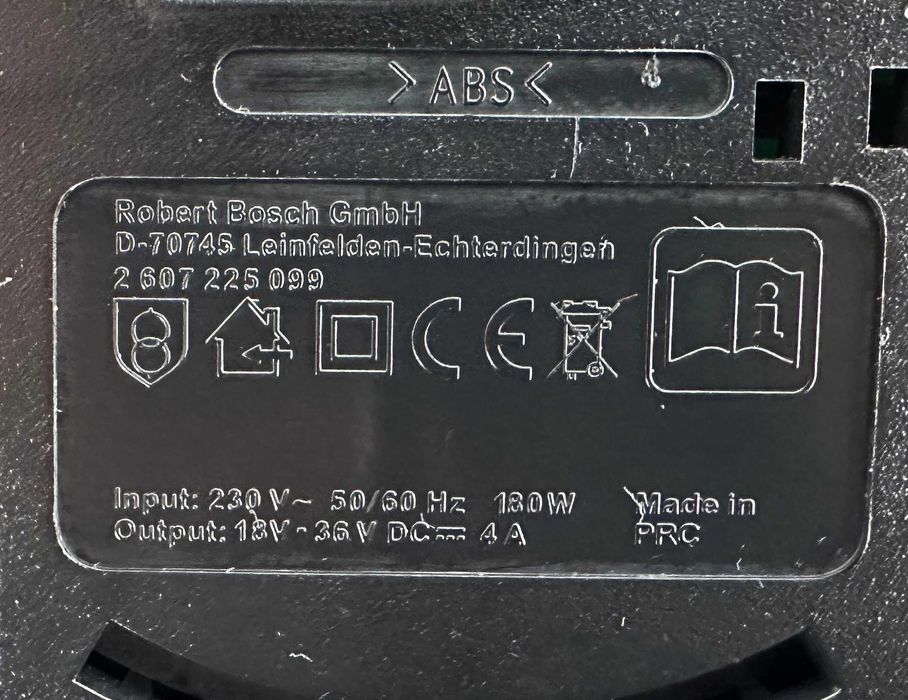 >ABS<
Robert Bosch GmbH
D-70745 Leinfelden-Echterdingen
2 607 225 099
CE
i
Input: 230 V~ 50/60 Hz 180W
Output: 18V - 36 V DC⎓ 4 A
Made in
PRC